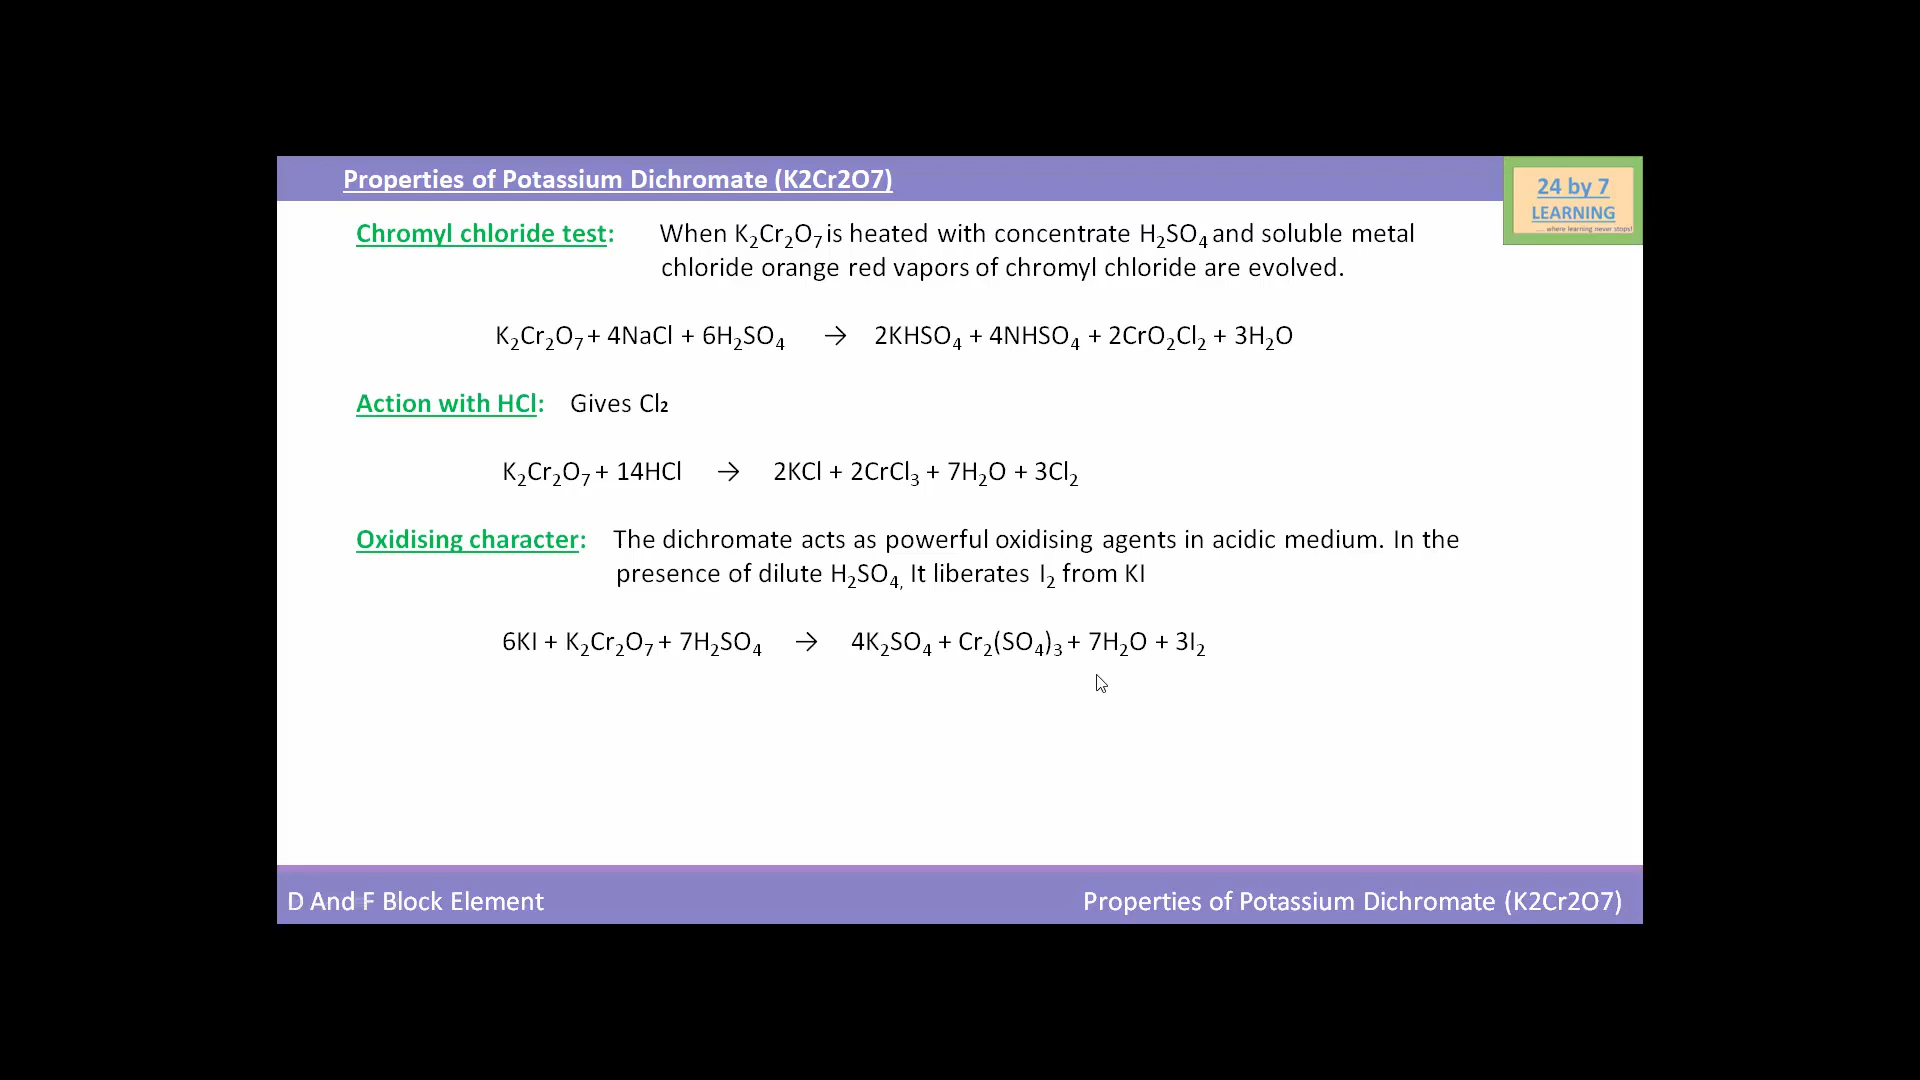 Properties of Potassium Dichromate (K2Cr2O7)
24 by 7
LEARNING
.... where learning never stops!
Chromyl chloride test: When K₂Cr₂O₇ is heated with concentrate H₂SO₄ and soluble metal
chloride orange red vapors of chromyl chloride are evolved.
K₂Cr₂O₇ + 4NaCl + 6H₂SO₄ → 2KHSO₄ + 4NHSO₄ + 2CrO₂Cl₂ + 3H₂O
Action with HCl: Gives Cl₂
K₂Cr₂O₇ + 14HCl → 2KCl + 2CrCl₃ + 7H₂O + 3Cl₂
Oxidising character: The dichromate acts as powerful oxidising agents in acidic medium. In the
presence of dilute H₂SO₄, It liberates I₂ from KI
6KI + K₂Cr₂O₇ + 7H₂SO₄ → 4K₂SO₄ + Cr₂(SO₄)₃ + 7H₂O + 3I₂
D And F Block Element
Properties of Potassium Dichromate (K2Cr2O7)